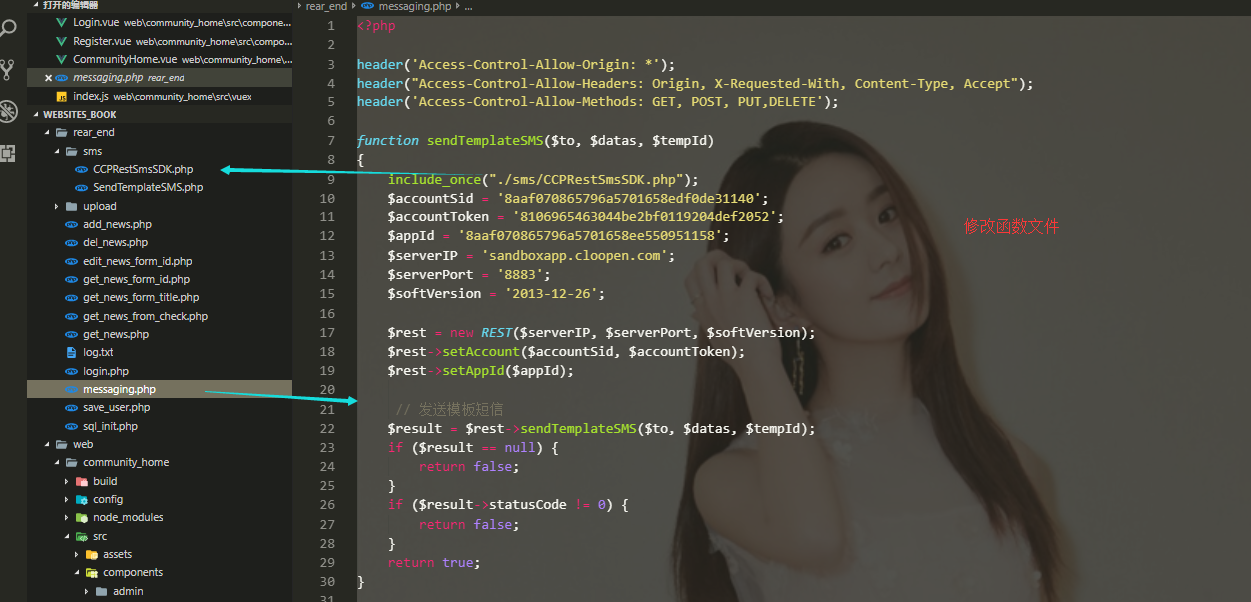 打开的编辑器
Login.vue web\community_home\src\compone...
Register.vue web\community_home\src\compo...
CommunityHome.vue web\community_home\...
messaging.php rear_end
index.js web\community_home\src\vuex
WEBSITES_BOOK
rear_end
sms
CCPRestSmsSDK.php
SendTemplateSMS.php
upload
add_news.php
del_news.php
edit_news_form_id.php
get_news_form_id.php
get_news_form_title.php
get_news_from_check.php
get_news.php
log.txt
login.php
messaging.php
save_user.php
sql_init.php
web
community_home
build
config
node_modules
src
assets
components
admin
rear_end messaging.php ...
1 <?php
2
3 header('Access-Control-Allow-Origin: *');
4 header("Access-Control-Allow-Headers: Origin, X-Requested-With, Content-Type, Accept");
5 header('Access-Control-Allow-Methods: GET, POST, PUT,DELETE');
6
7 function sendTemplateSMS($to, $datas, $tempId)
8 {
9 include_once("./sms/CCPRestSmsSDK.php");
10 $accountSid = '8aaf070865796a5701658edf0de31140';
11 $accountToken = '8106965463044be2bf0119204def2052';
12 $appId = '8aaf070865796a5701658ee550951158';
13 $serverIP = 'sandboxapp.cloopen.com';
14 $serverPort = '8883';
15 $softVersion = '2013-12-26';
16
17 $rest = new REST($serverIP, $serverPort, $softVersion);
18 $rest->setAccount($accountSid, $accountToken);
19 $rest->setAppId($appId);
20
21 // 发送模板短信
22 $result = $rest->sendTemplateSMS($to, $datas, $tempId);
23 if ($result == null) {
24 return false;
25 }
26 if ($result->statusCode != 0) {
27 return false;
28 }
29 return true;
30 }
31
修改函数文件